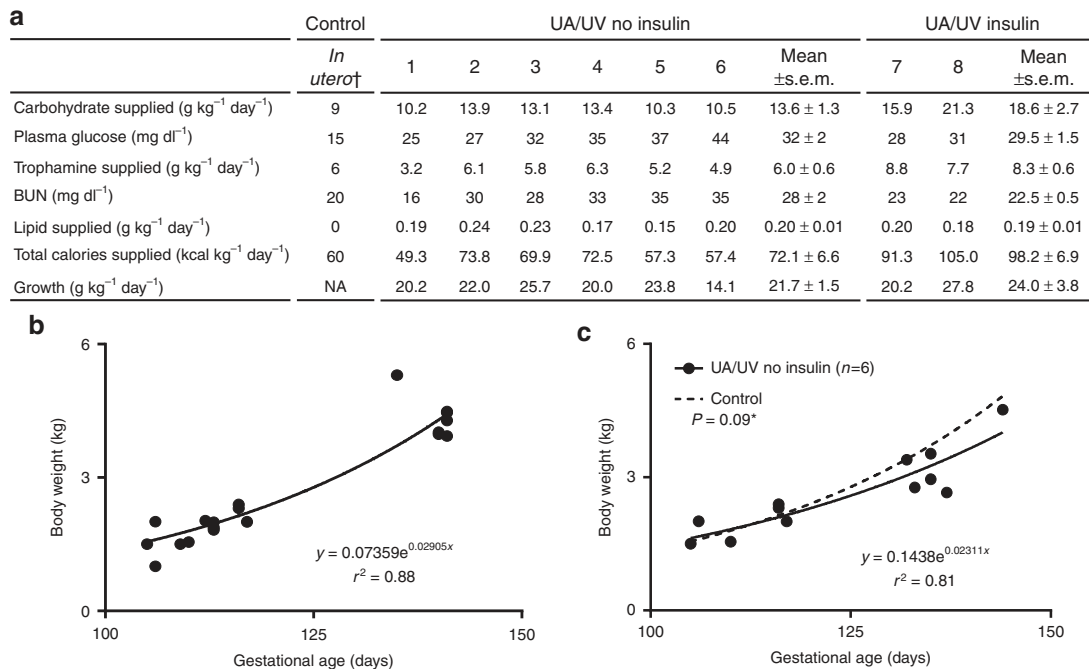 a
Control UA/UV no insulin UA/UV insulin
In utero† 1 2 3 4 5 6 Mean ±s.e.m. 7 8 Mean ±s.e.m.
Carbohydrate supplied (g kg⁻¹ day⁻¹) 9 10.2 13.9 13.1 13.4 10.3 10.5 13.6 ± 1.3 15.9 21.3 18.6 ± 2.7
Plasma glucose (mg dl⁻¹) 15 25 27 32 35 37 44 32 ± 2 28 31 29.5 ± 1.5
Trophamine supplied (g kg⁻¹ day⁻¹) 6 3.2 6.1 5.8 6.3 5.2 4.9 6.0 ± 0.6 8.8 7.7 8.3 ± 0.6
BUN (mg dl⁻¹) 20 16 30 28 33 35 35 28 ± 2 23 22 22.5 ± 0.5
Lipid supplied (g kg⁻¹ day⁻¹) 0 0.19 0.24 0.23 0.17 0.15 0.20 0.20 ± 0.01 0.20 0.18 0.19 ± 0.01
Total calories supplied (kcal kg⁻¹ day⁻¹) 60 49.3 73.8 69.9 72.5 57.3 57.4 72.1 ± 6.6 91.3 105.0 98.2 ± 6.9
Growth (g kg⁻¹ day⁻¹) NA 20.2 22.0 25.7 20.0 23.8 14.1 21.7 ± 1.5 20.2 27.8 24.0 ± 3.8
b
6
3
0
Body weight (kg)
y = 0.07359e^0.02905x
r² = 0.88
100 125 150
Gestational age (days)
c
6
3
0
Body weight (kg)
UA/UV no insulin (n=6)
Control
P = 0.09*
y = 0.1438e^0.02311x
r² = 0.81
100 125 150
Gestational age (days)